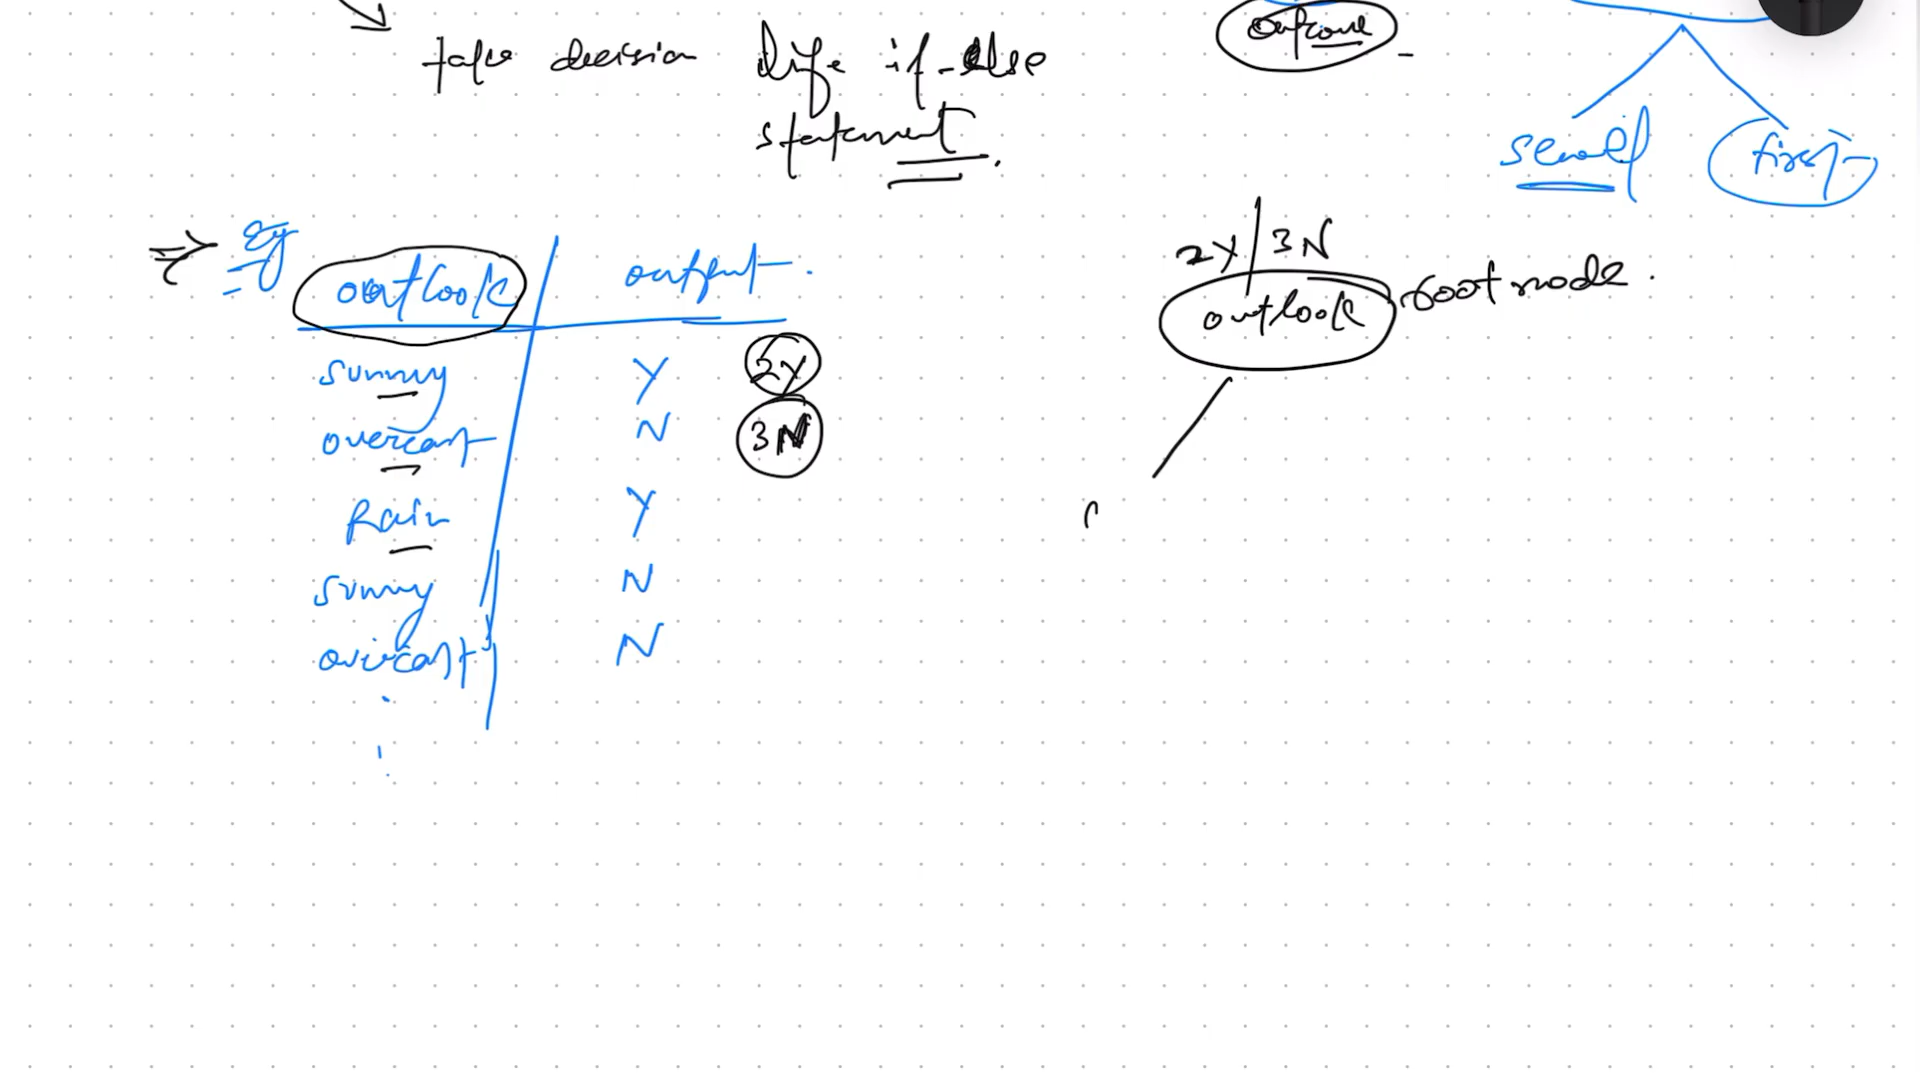 take decision like if-else
statement.
outcome
small first
⇒ Eg
outlook output.
sunny Y 2Y
overcast N 3N
Rain Y
sunny N
overcast N
2Y | 3N
outlook root node.